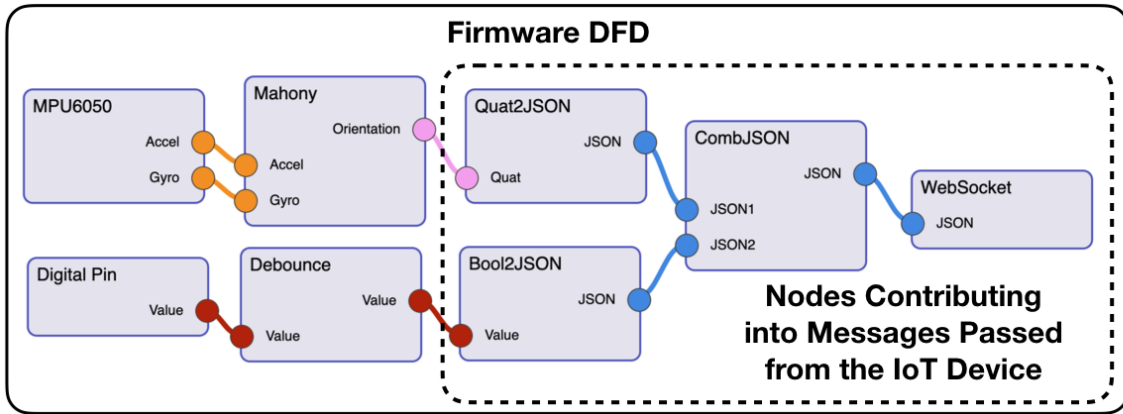 Firmware DFD
MPU6050
Accel
Gyro
Mahony
Orientation
Accel
Gyro
Quat2JSON
JSON
Quat
CombJSON
JSON
JSON1
JSON2
WebSocket
JSON
Digital Pin
Value
Debounce
Value
Value
Bool2JSON
JSON
Value
Nodes Contributing
into Messages Passed
from the IoT Device